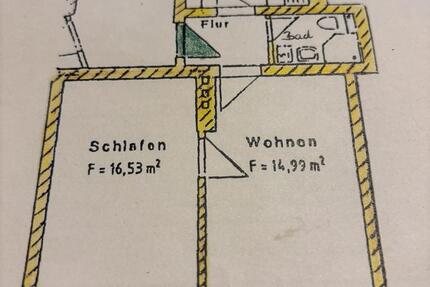 Flur
Bad
Schlafen
F = 16,53 m²
Wohnen
F = 14,99 m²